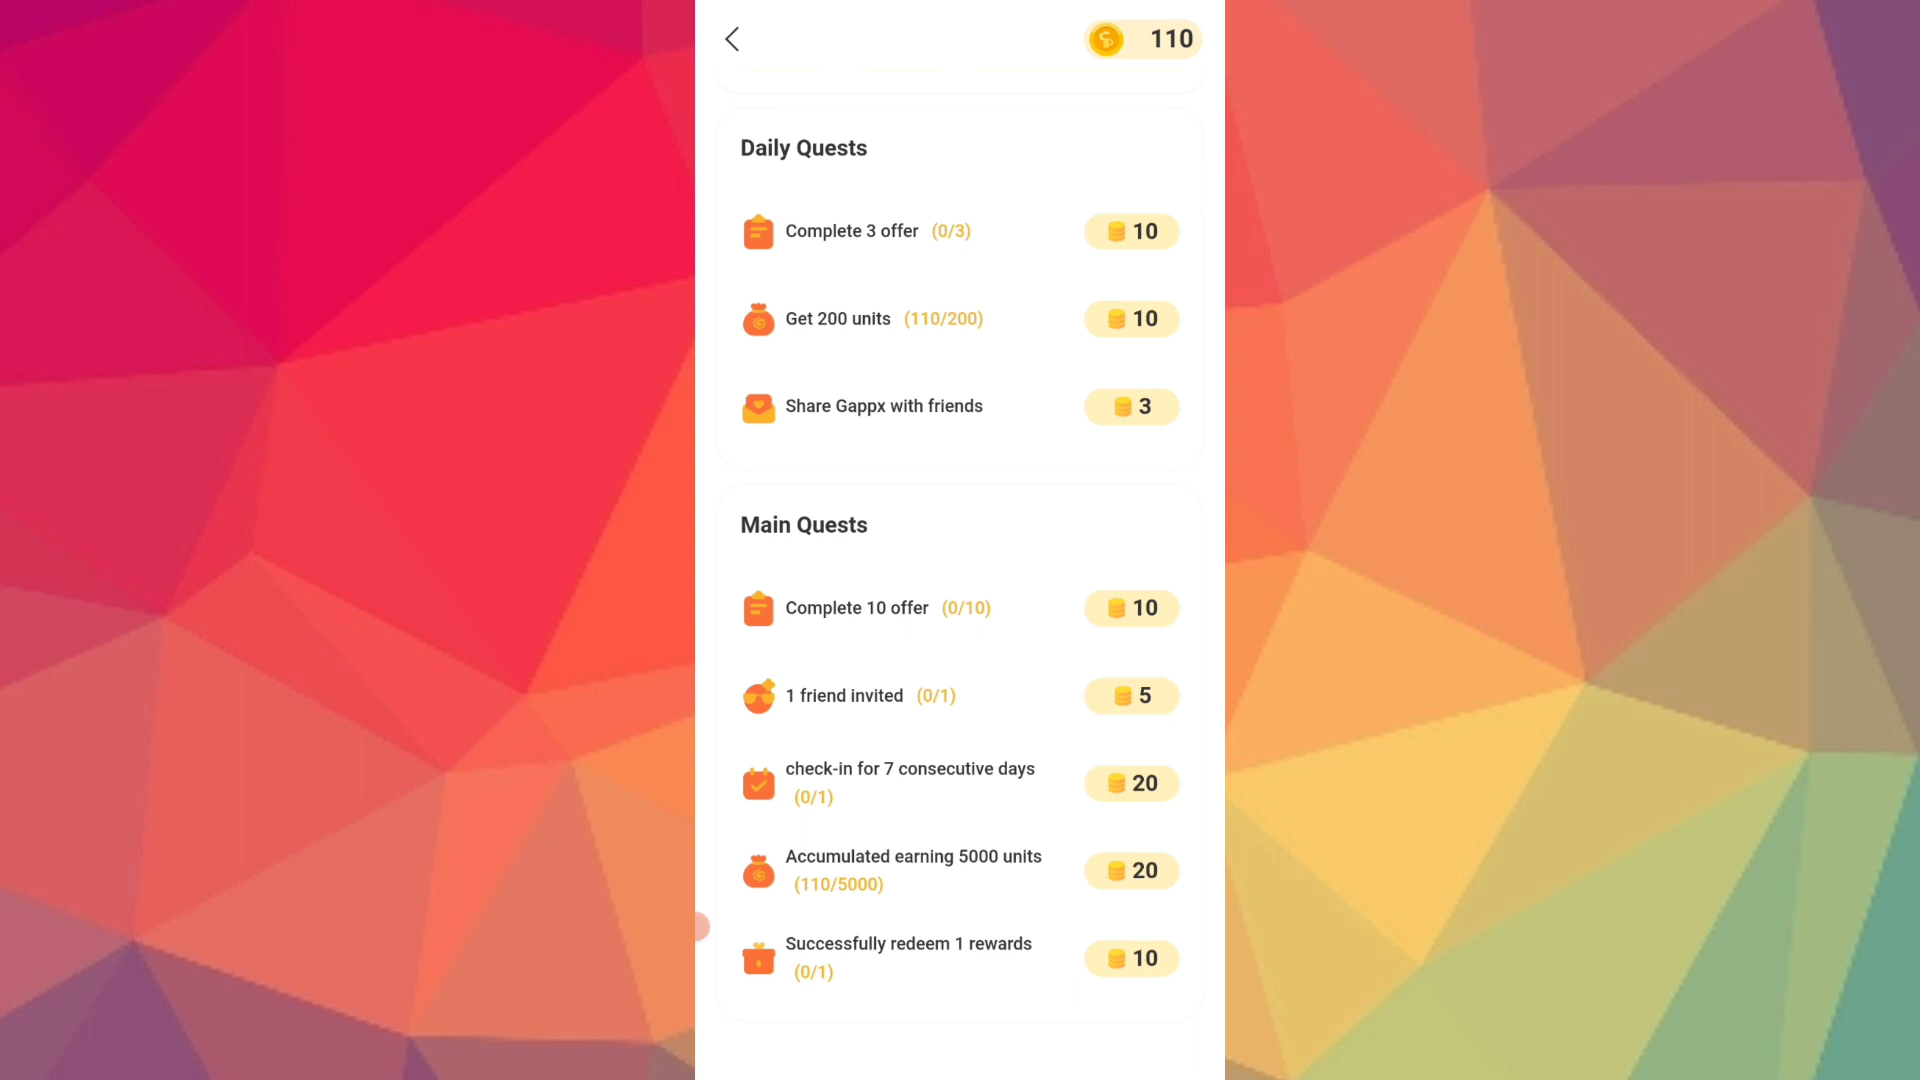 110
Daily Quests
Complete 3 offer (0/3) 10
Get 200 units (110/200) 10
Share Gappx with friends 3
Main Quests
Complete 10 offer (0/10) 10
1 friend invited (0/1) 5
check-in for 7 consecutive days
(0/1) 20
Accumulated earning 5000 units
(110/5000) 20
Successfully redeem 1 rewards
(0/1) 10